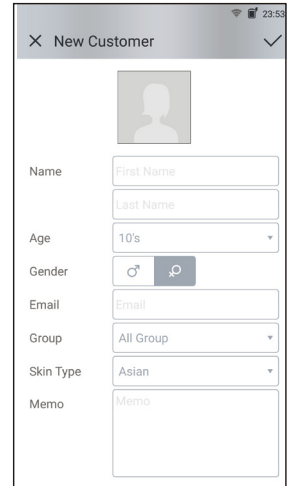 23:53
New Customer
Name
First Name
Last Name
Age
10's
Gender
Email
Email
Group
All Group
Skin Type
Asian
Memo
Memo